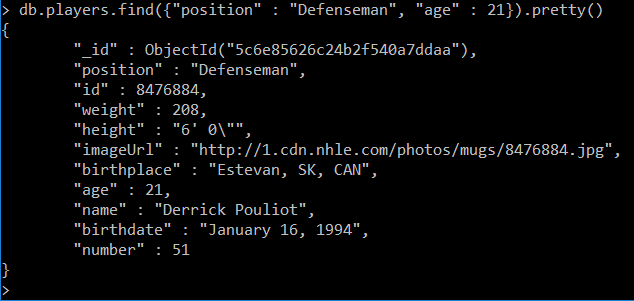 > db.players.find({"position" : "Defenseman", "age" : 21}).pretty()
{
"_id" : ObjectId("5c6e85626c24b2f540a7ddaa"),
"position" : "Defenseman",
"id" : 8476884,
"weight" : 208,
"height" : "6' 0\"",
"imageUrl" : "http://1.cdn.nhle.com/photos/mugs/8476884.jpg",
"birthplace" : "Estevan, SK, CAN",
"age" : 21,
"name" : "Derrick Pouliot",
"birthdate" : "January 16, 1994",
"number" : 51
}
>